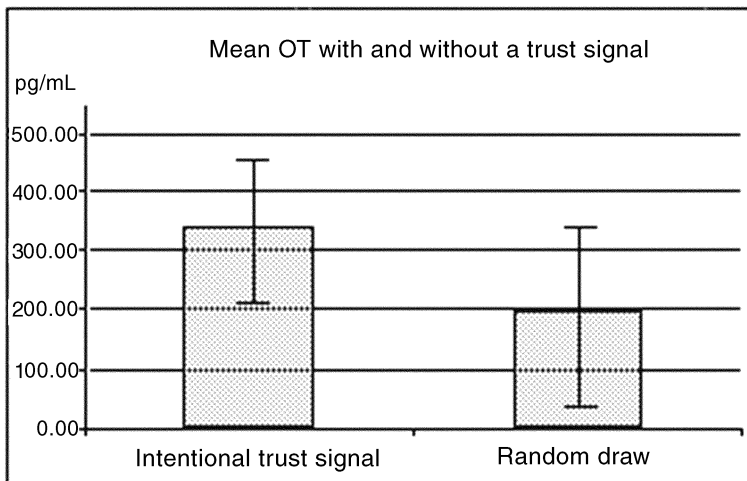 Mean OT with and without a trust signal
pg/mL
500.00
400.00
300.00
200.00
100.00
0.00
Intentional trust signal
Random draw